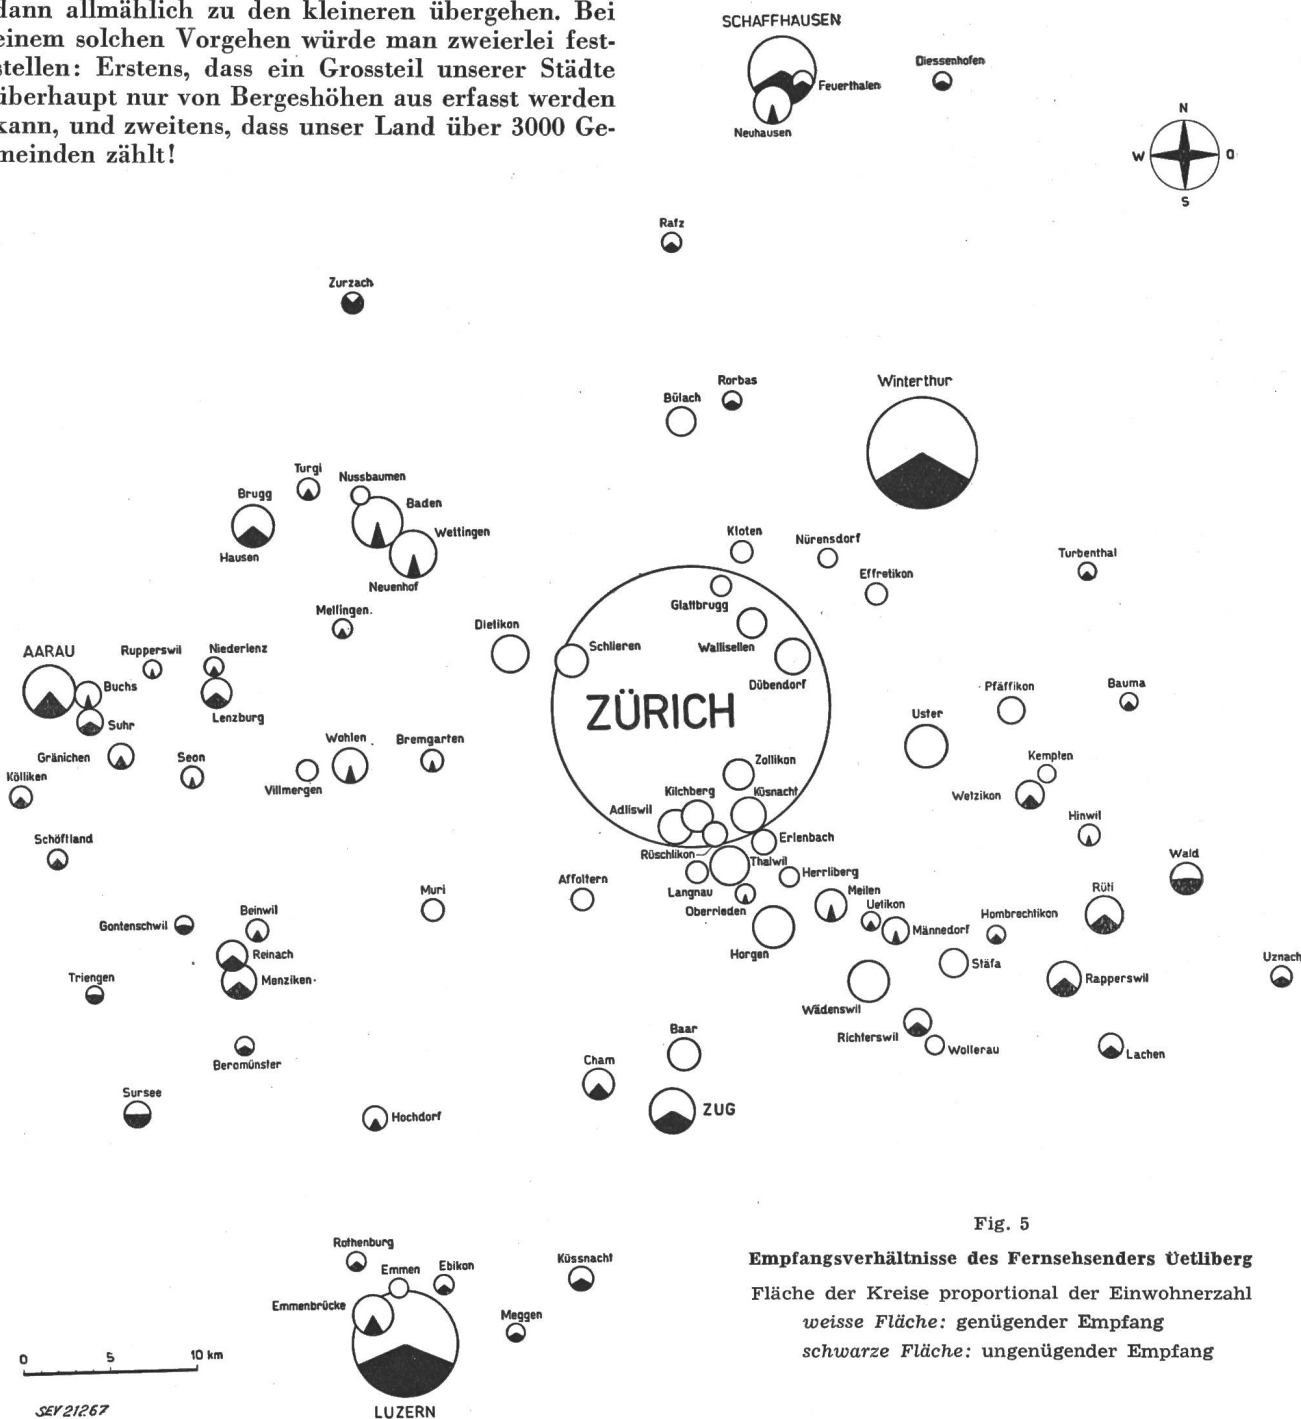 dann allmählich zu den kleineren übergehen. Bei
einem solchen Vorgehen würde man zweierlei fest-
stellen: Erstens, dass ein Grossteil unserer Städte
überhaupt nur von Bergeshöhen aus erfasst werden
kann, und zweitens, dass unser Land über 3000 Ge-
meinden zählt!
SCHAFFHAUSEN
Diessenhofen
Feuerthalen
Neuhausen
N
W
O
S
Rafz
Zurzach
Rorbas
Bülach
Winterthur
Turgi
Nussbaumen
Brugg
Baden
Wettingen
Hausen
Neuenhof
Kloten
Nürensdorf
Effretikon
Turbenthal
Glattbrugg
Mellingen.
Dietikon
Schlieren
Wallisellen
Dübendorf
AARAU
Rupperswil
Niederlenz
Buchs
Suhr
Lenzburg
ZÜRICH
Pfäffikon
Bauma
Uster
Gränichen
Seon
Wohlen
Bremgarten
Villmergen
Kölliken
Zollikon
Kilchberg
Küsnacht
Adliswil
Kempten
Wetzikon
Hinwil
Schöftland
Erlenbach
Rüschlikon
Thalwil
Langnau
Herrliberg
Wald
Muri
Affoltern
Oberrieden
Meilen
Uetikon
Männedorf
Hombrechtikon
Rüti
Gontenschwil
Beinwil
Reinach
Horgen
Stäfa
Triengen
Menziken
Rapperswil
Uznach
Wädenswil
Richterswil
Wollerau
Lachen
Beromünster
Baar
Cham
ZUG
Sursee
Hochdorf
Rothenburg
Emmen
Ebikon
Küssnacht
Emmenbrücke
Meggen
LUZERN
0 5 10 km
SEV 21267
Fig. 5
Empfangsverhältnisse des Fernsehsenders Uetliberg
Fläche der Kreise proportional der Einwohnerzahl
weisse Fläche: genügender Empfang
schwarze Fläche: ungenügender Empfang